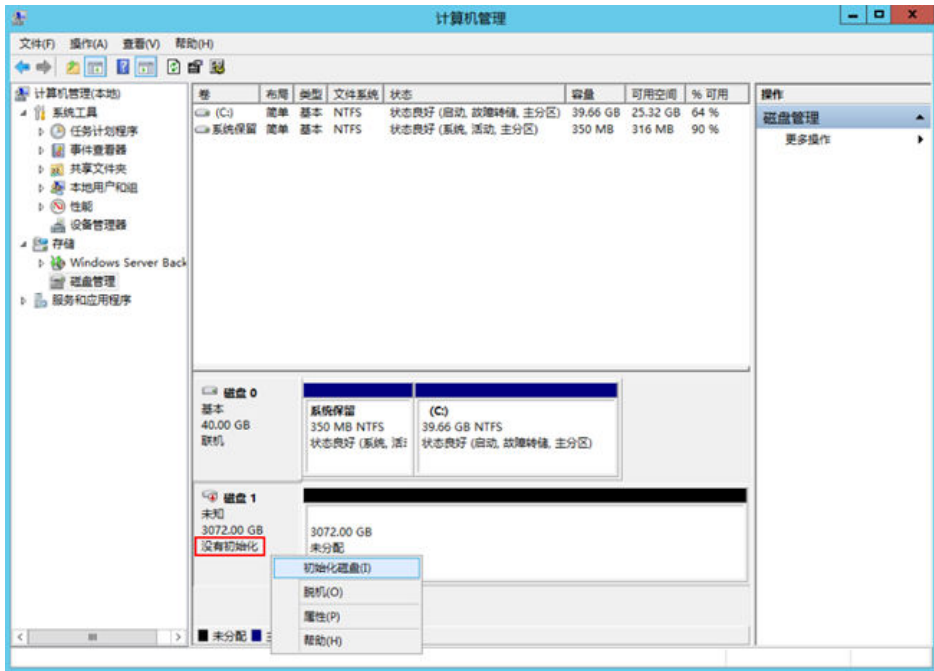 计算机管理
文件(F) 操作(A) 查看(V) 帮助(H)
计算机管理(本地)
系统工具
任务计划程序
事件查看器
共享文件夹
本地用户和组
性能
设备管理器
存储
Windows Server Back
磁盘管理
服务和应用程序
卷 布局 类型 文件系统 状态 容量 可用空间 % 可用
(C:) 简单 基本 NTFS 状态良好 (启动, 故障转储, 主分区) 39.66 GB 25.32 GB 64 %
系统保留 简单 基本 NTFS 状态良好 (系统, 活动, 主分区) 350 MB 316 MB 90 %
磁盘 0
基本
40.00 GB
联机
系统保留
350 MB NTFS
状态良好 (系统, 活
(C:)
39.66 GB NTFS
状态良好 (启动, 故障转储, 主分区)
磁盘 1
未知
3072.00 GB
没有初始化
3072.00 GB
未分配
初始化磁盘(I)
脱机(O)
属性(P)
帮助(H)
未分配
操作
磁盘管理
更多操作